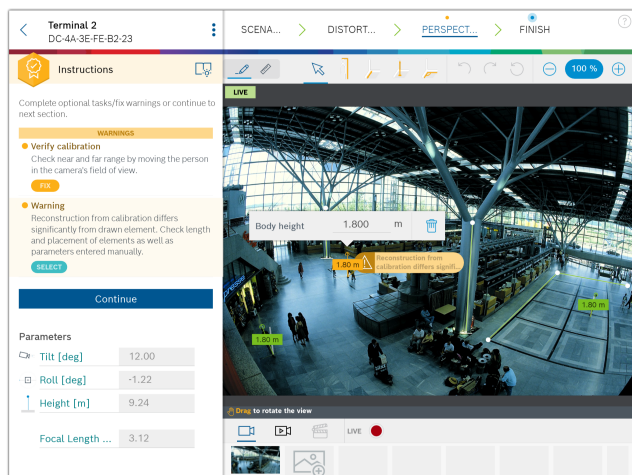 Terminal 2
DC-4A-3E-FE-B2-23
SCENA...
DISTORT...
PERSPECT...
FINISH
?
Instructions
100 %
LIVE
Complete optional tasks/fix warnings or continue to
next section.
WARNINGS
Verify calibration
Check near and far range by moving the person
in the camera's field of view.
FIX
Warning
Reconstruction from calibration differs
significantly from drawn element. Check length
and placement of elements as well as
parameters entered manually.
SELECT
Body height
1.800
m
1.80 m
Reconstruction from
calibration differs signifi...
1.80 m
1.80 m
Continue
Parameters
Tilt [deg]
12.00
Roll [deg]
-1.22
Height [m]
9.24
Focal Length ...
3.12
Drag to rotate the view
LIVE